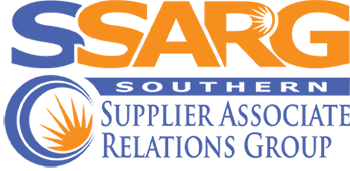 SSARG
SOUTHERN
SUPPLIER ASSOCIATE
RELATIONS GROUP